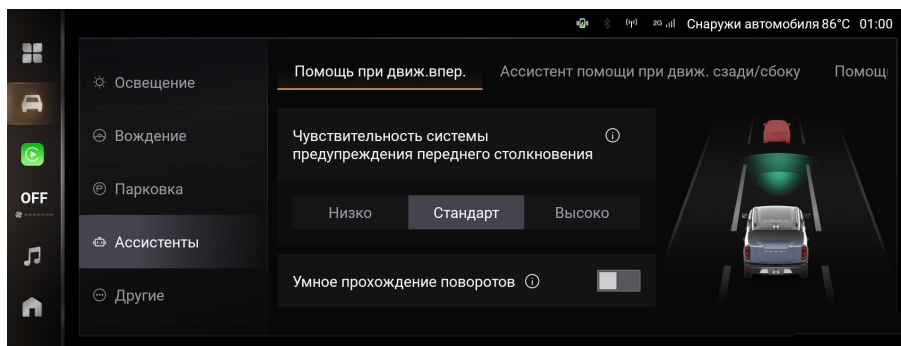 2G Снаружи автомобиля 86°C 01:00
OFF
Освещение
Вождение
Парковка
Ассистенты
Другие
Помощь при движ.впер. Ассистент помощи при движ. сзади/сбоку Помощ
Чувствительность системы
предупреждения переднего столкновения
Низко Стандарт Высоко
Умное прохождение поворотов